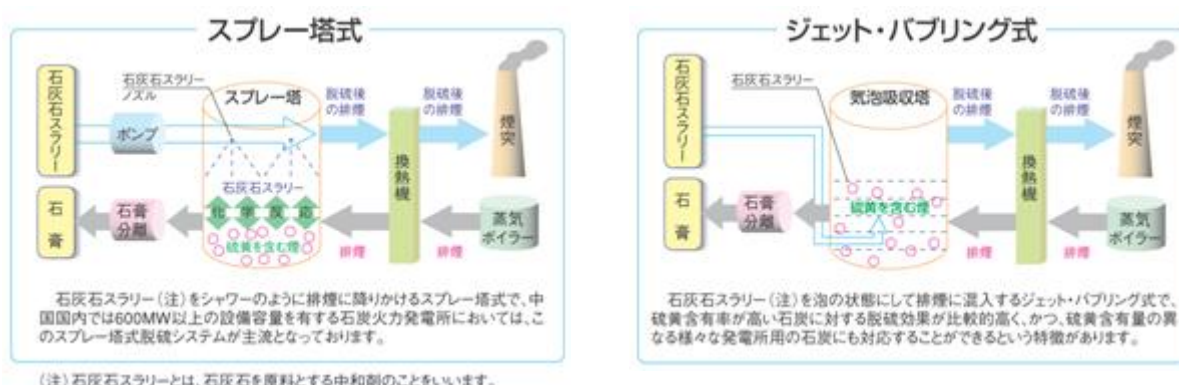 スプレー塔式
石灰石スラリー
ノズル
スプレー塔
脱硫後
の排煙
脱硫後
の排煙
石灰石スラリー
ポンプ
煙突
換熱機
石灰石スラリー
化学反応
硫黄を含む煙
石膏
石膏
分離
排煙
排煙
蒸気
ボイラー
石灰石スラリー(注)をシャワーのように排煙に降りかけるスプレー塔式で、中
国国内では600MW以上の設備容量を有する石炭火力発電所においては、こ
のスプレー塔式脱硫システムが主流となっております。
(注)石灰石スラリーとは、石灰石を原料とする中和剤のことをいいます。
ジェット・バブリング式
石灰石スラリー
石灰石スラリー
気泡吸収塔
脱硫後
の排煙
脱硫後
の排煙
煙突
換熱機
硫黄を含む煙
石膏
石膏
分離
排煙
排煙
蒸気
ボイラー
石灰石スラリー(注)を泡の状態にして排煙に混入するジェット・バブリング式で、
硫黄含有率が高い石炭に対する脱硫効果が比較的高く、かつ、硫黄含有量の異
なる様々な発電所用の石炭にも対応することができるという特徴があります。